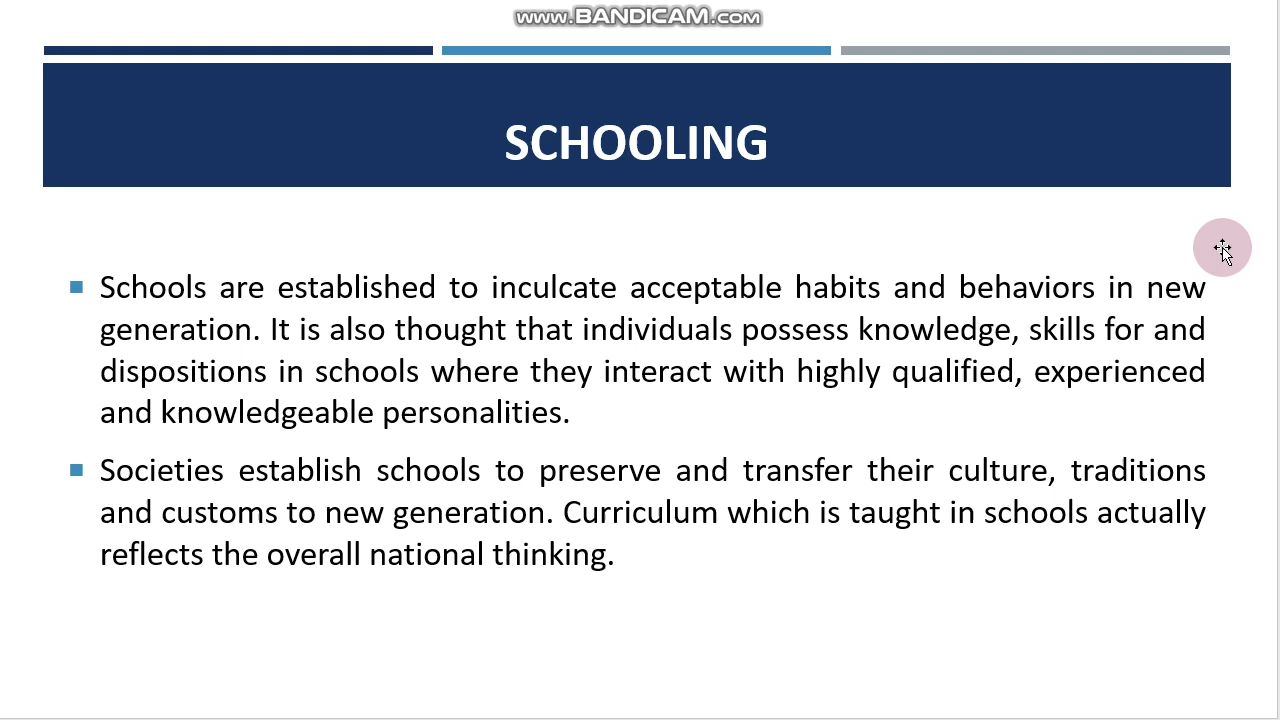 www.BANDICAM.com
SCHOOLING
Schools are established to inculcate acceptable habits and behaviors in new
generation. It is also thought that individuals possess knowledge, skills for and
dispositions in schools where they interact with highly qualified, experienced
and knowledgeable personalities.
Societies establish schools to preserve and transfer their culture, traditions
and customs to new generation. Curriculum which is taught in schools actually
reflects the overall national thinking.